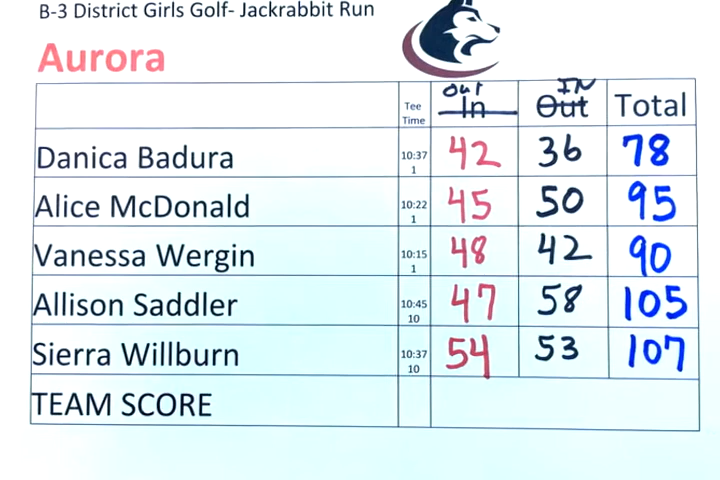 B-3 District Girls Golf- Jackrabbit Run
Aurora
Tee Time Out In IN Out Total
Danica Badura 10:37 1 42 36 78
Alice McDonald 10:22 1 45 50 95
Vanessa Wergin 10:15 1 48 42 90
Allison Saddler 10:45 10 47 58 105
Sierra Willburn 10:37 10 54 53 107
TEAM SCORE